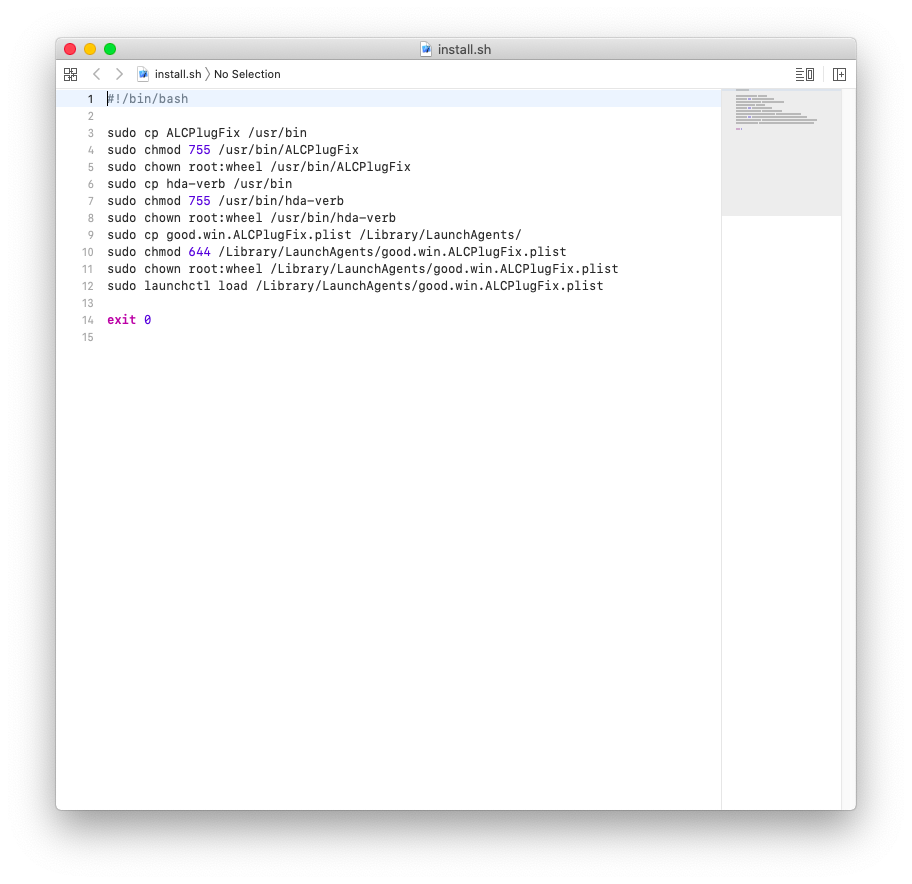 install.sh
install.sh No Selection
1 #!/bin/bash
2
3 sudo cp ALCPlugFix /usr/bin
4 sudo chmod 755 /usr/bin/ALCPlugFix
5 sudo chown root:wheel /usr/bin/ALCPlugFix
6 sudo cp hda-verb /usr/bin
7 sudo chmod 755 /usr/bin/hda-verb
8 sudo chown root:wheel /usr/bin/hda-verb
9 sudo cp good.win.ALCPlugFix.plist /Library/LaunchAgents/
10 sudo chmod 644 /Library/LaunchAgents/good.win.ALCPlugFix.plist
11 sudo chown root:wheel /Library/LaunchAgents/good.win.ALCPlugFix.plist
12 sudo launchctl load /Library/LaunchAgents/good.win.ALCPlugFix.plist
13
14 exit 0
15